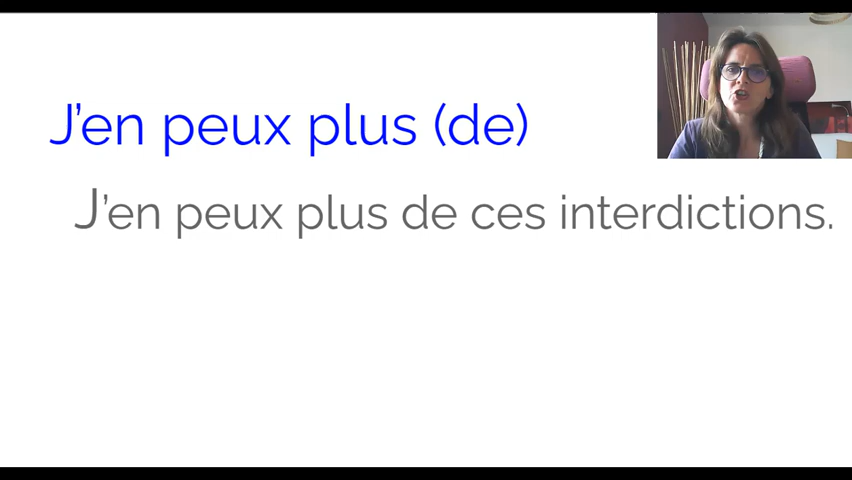 J'en peux plus (de)
J'en peux plus de ces interdictions.